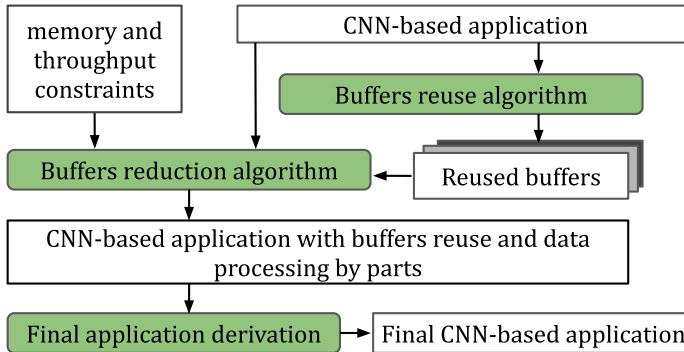 memory and
throughput
constraints
CNN-based application
Buffers reuse algorithm
Buffers reduction algorithm
Reused buffers
CNN-based application with buffers reuse and data
processing by parts
Final application derivation
Final CNN-based application